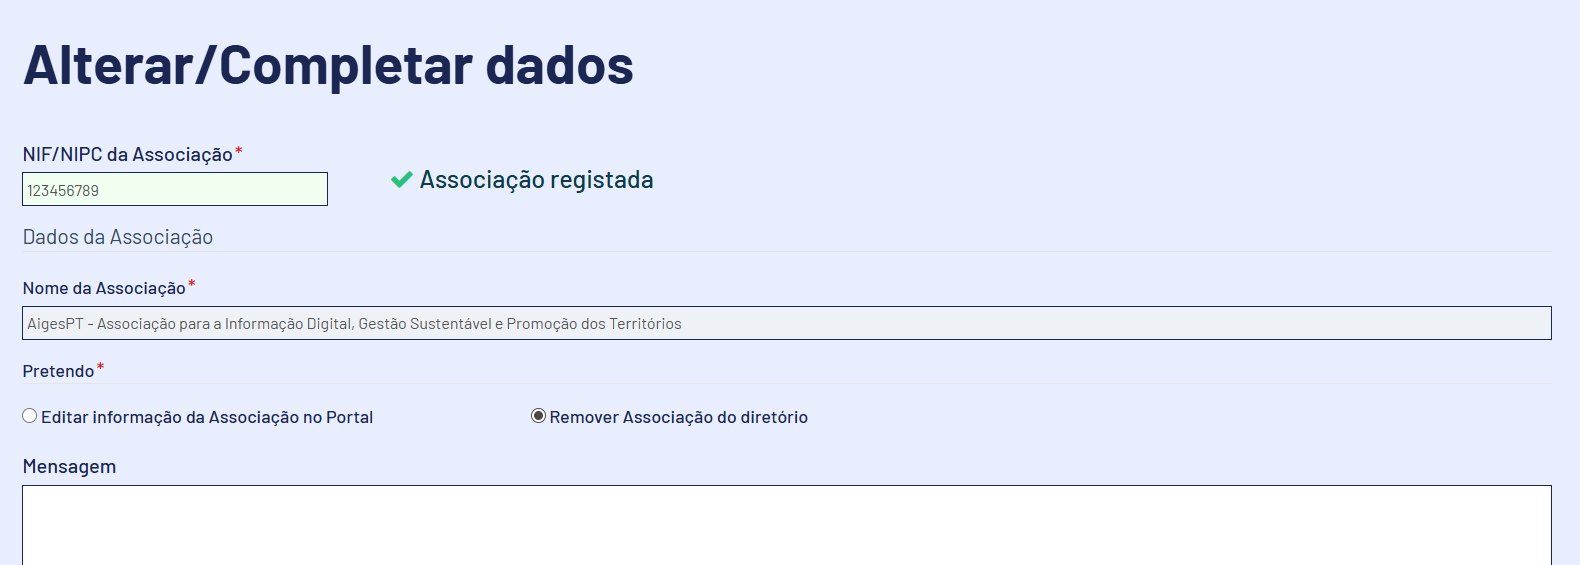 Alterar/Completar dados
NIF/NIPC da Associação*
123456789
Associação registada
Dados da Associação
Nome da Associação*
AigesPT - Associação para a Informação Digital, Gestão Sustentável e Promoção dos Territórios
Pretendo*
Editar informação da Associação no Portal
Remover Associação do diretório
Mensagem